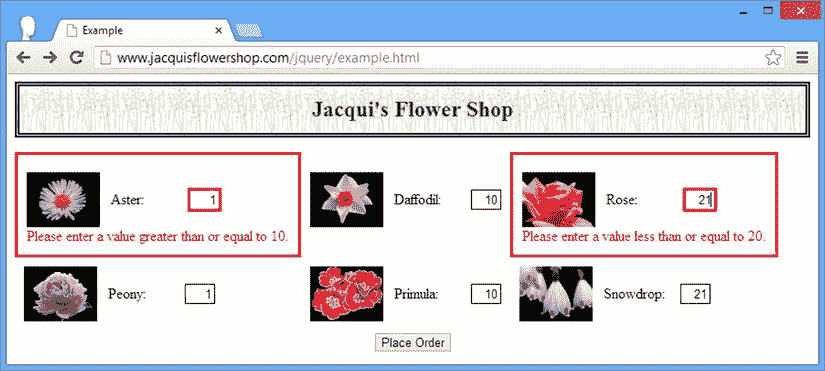 Example
www.jacquisflowershop.com/jquery/example.html
Jacqui's Flower Shop
Aster: 1
Daffodil: 10
Rose: 21
Please enter a value greater than or equal to 10.
Please enter a value less than or equal to 20.
Peony: 1
Primula: 10
Snowdrop: 21
Place Order